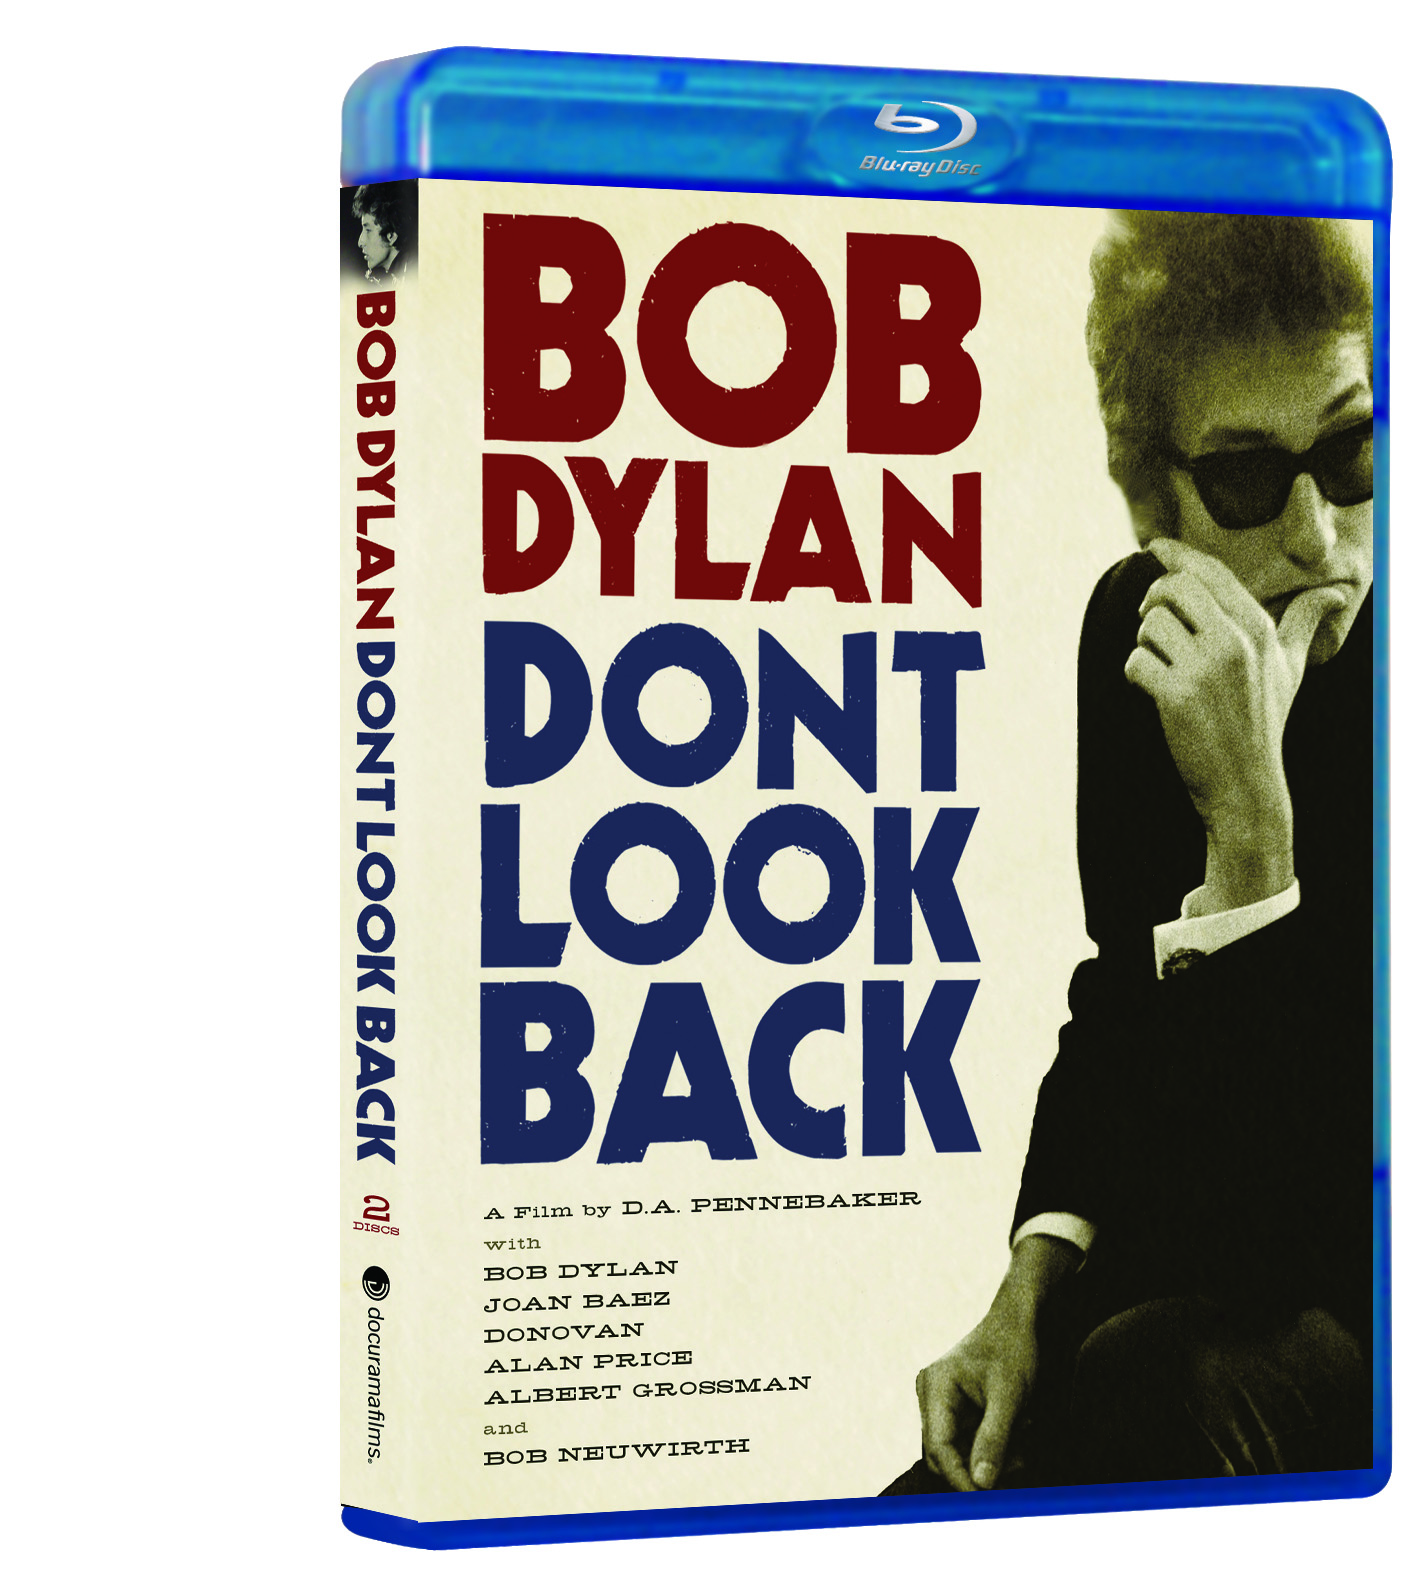 Blu-ray Disc
BOB
DYLAN
DONT
LOOK
BACK
A Film by D.A. PENNEBAKER
with
BOB DYLAN
JOAN BAEZ
DONOVAN
ALAN PRICE
ALBERT GROSSMAN
and
BOB NEUWIRTH
BOB DYLAN DONT LOOK BACK
2
DISCS
docuramafilms®